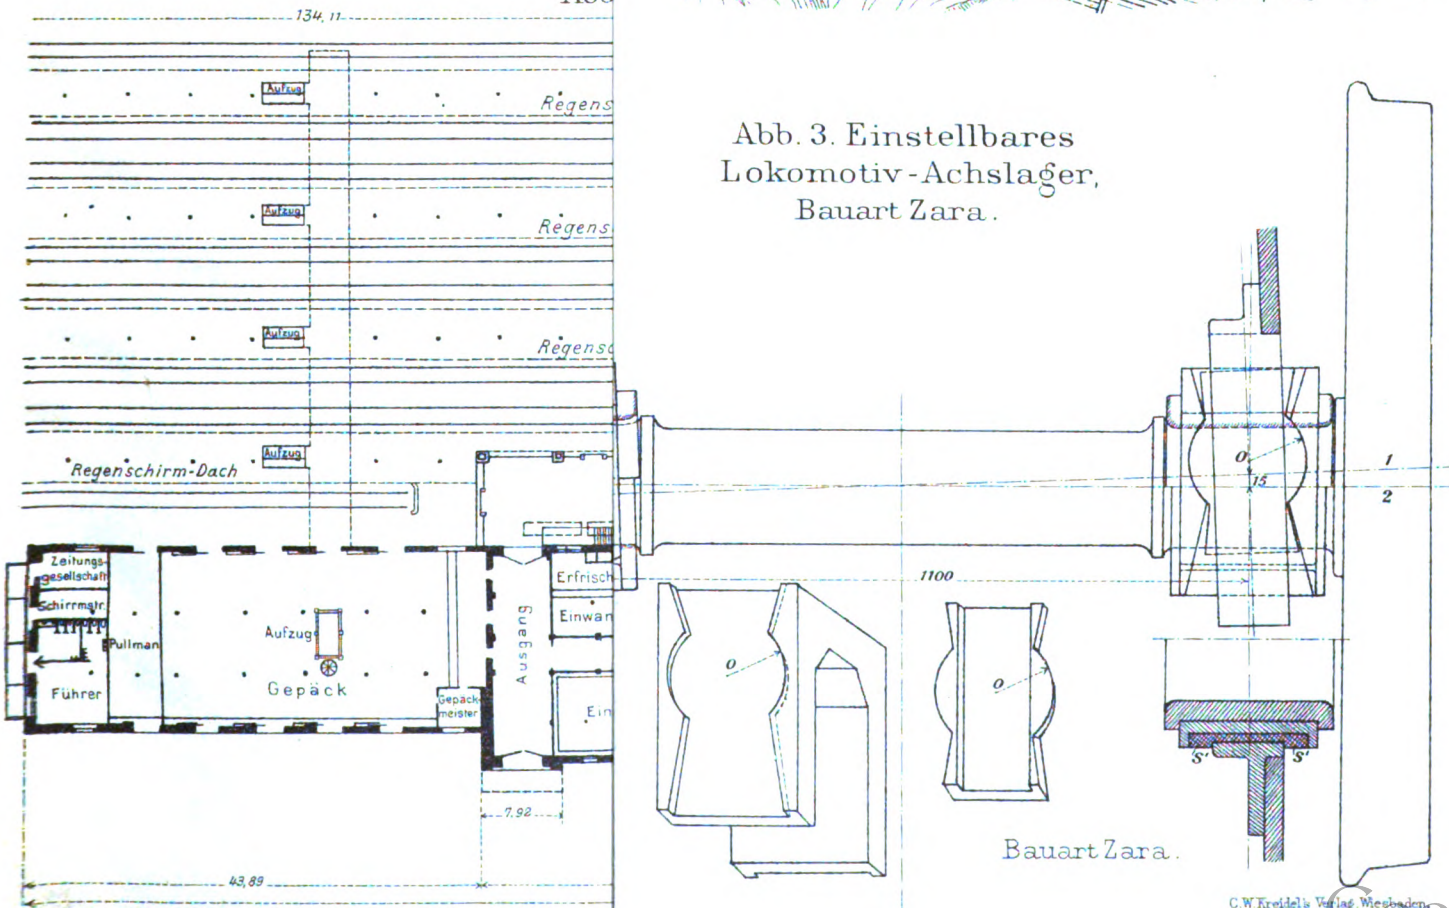 134, 11
Aufzug
Regens
Aufzug
Regens
Aufzug
Regens
Aufzug
Regenschirm-Dach
Zeitungs-
gesellschaft
Schirrmstr.
Pullman
Führer
Aufzug
Gepäck
Gepäck-
meister
Ausgang
Erfrisch
Einwan
Ein
7,92
43,89
Abb. 3. Einstellbares
Lokomotiv-Achslager,
Bauart Zara.
O
15
1
2
1100
O
O
S' S'
Bauart Zara.
C.W. Kreidel's Verlag, Wiesbaden.